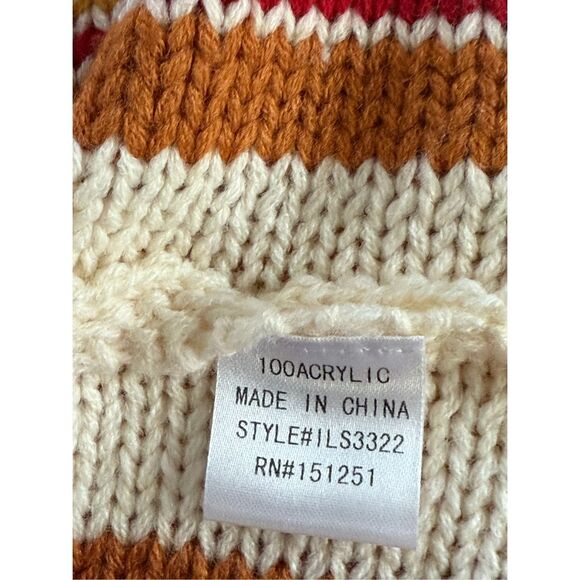 100ACRYLIC
MADE IN CHINA
STYLE#ILS3322
RN#151251